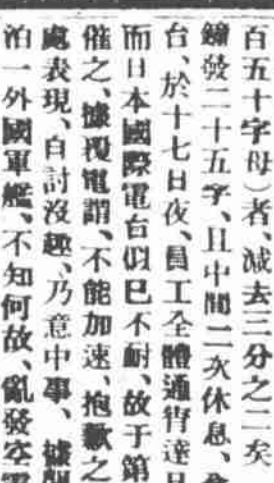 百五十字母）者、減去三分之二矣
鐘發二十五字、且中間二次休息、
台、於十七日夜、員工全體通宵達
而日本國際電台似已不耐、故于第
催之、據覆電謂、不能加速、抱歉之
處表現、自討沒趣、乃意中事、據
泊一外國軍艦、不知何故、亂發空